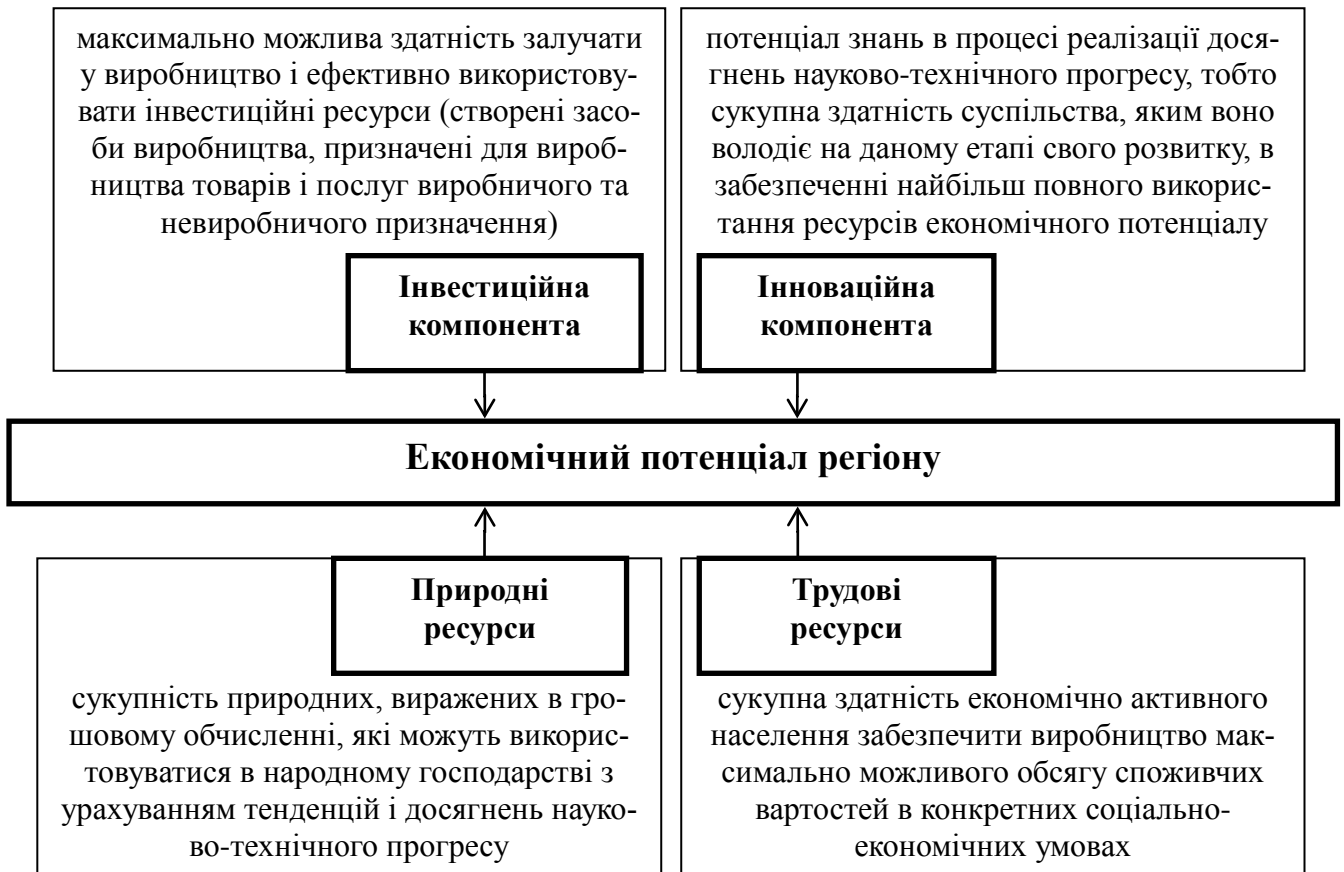 максимально можлива здатність залучати
у виробництво і ефективно використову-
вати інвестиційні ресурси (створені засо-
би виробництва, призначені для вироб-
ництва товарів і послуг виробничого та
невиробничого призначення)
Інвестиційна
компонента
потенціал знань в процесі реалізації дося-
гнень науково-технічного прогресу, тобто
сукупна здатність суспільства, яким воно
володіє на даному етапі свого розвитку, в
забезпеченні найбільш повного викорис-
тання ресурсів економічного потенціалу
Інноваційна
компонента
Економічний потенціал регіону
Природні
ресурси
сукупність природних, виражених в гро-
шовому обчисленні, які можуть викорис-
товуватися в народному господарстві з
урахуванням тенденцій і досягнень науко-
во-технічного прогресу
Трудові
ресурси
сукупна здатність економічно активного
населення забезпечити виробництво мак-
симально можливого обсягу споживчих
вартостей в конкретних соціально-
економічних умовах